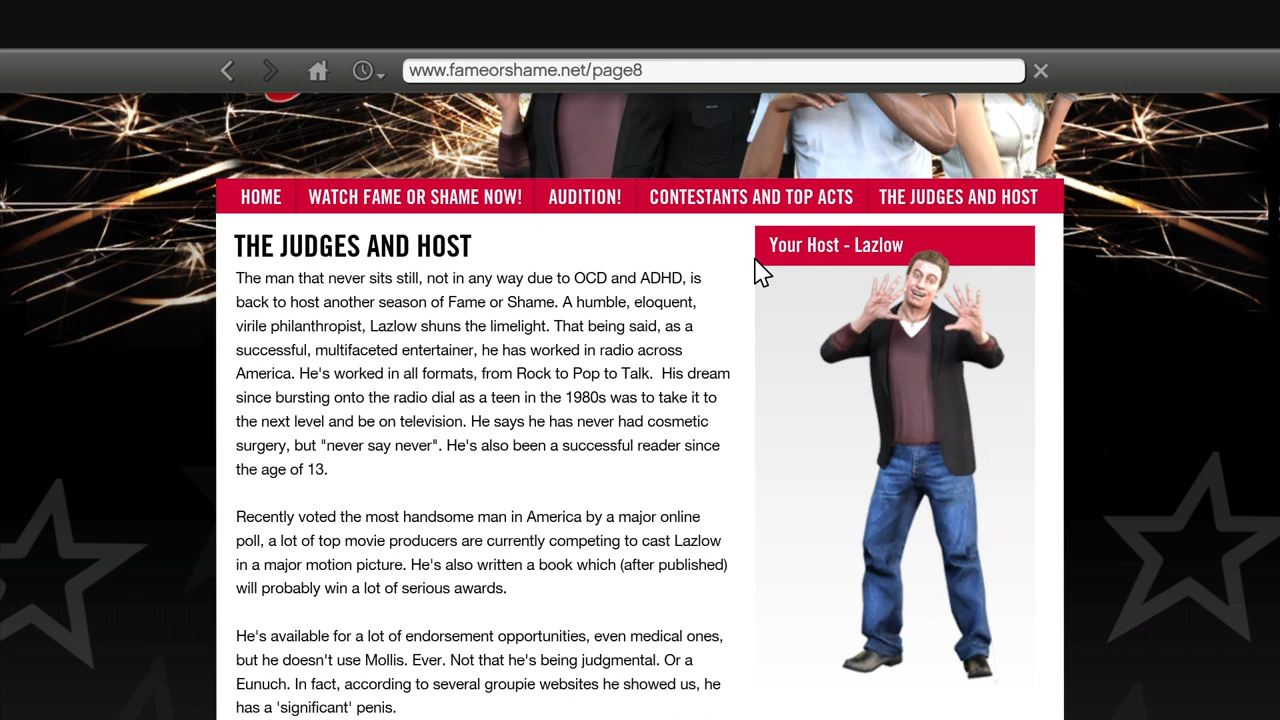 www.fameorshame.net/page8
HOME
WATCH FAME OR SHAME NOW!
AUDITION!
CONTESTANTS AND TOP ACTS
THE JUDGES AND HOST
THE JUDGES AND HOST
The man that never sits still, not in any way due to OCD and ADHD, is
back to host another season of Fame or Shame. A humble, eloquent,
virile philanthropist, Lazlow shuns the limelight. That being said, as a
successful, multifaceted entertainer, he has worked in radio across
America. He's worked in all formats, from Rock to Pop to Talk.  His dream
since bursting onto the radio dial as a teen in the 1980s was to take it to
the next level and be on television. He says he has never had cosmetic
surgery, but "never say never". He's also been a successful reader since
the age of 13.
Recently voted the most handsome man in America by a major online
poll, a lot of top movie producers are currently competing to cast Lazlow
in a major motion picture. He's also written a book which (after published)
will probably win a lot of serious awards.
He's available for a lot of endorsement opportunities, even medical ones,
but he doesn't use Mollis. Ever. Not that he's being judgmental. Or a
Eunuch. In fact, according to several groupie websites he showed us, he
has a 'significant' penis.
Your Host - Lazlow